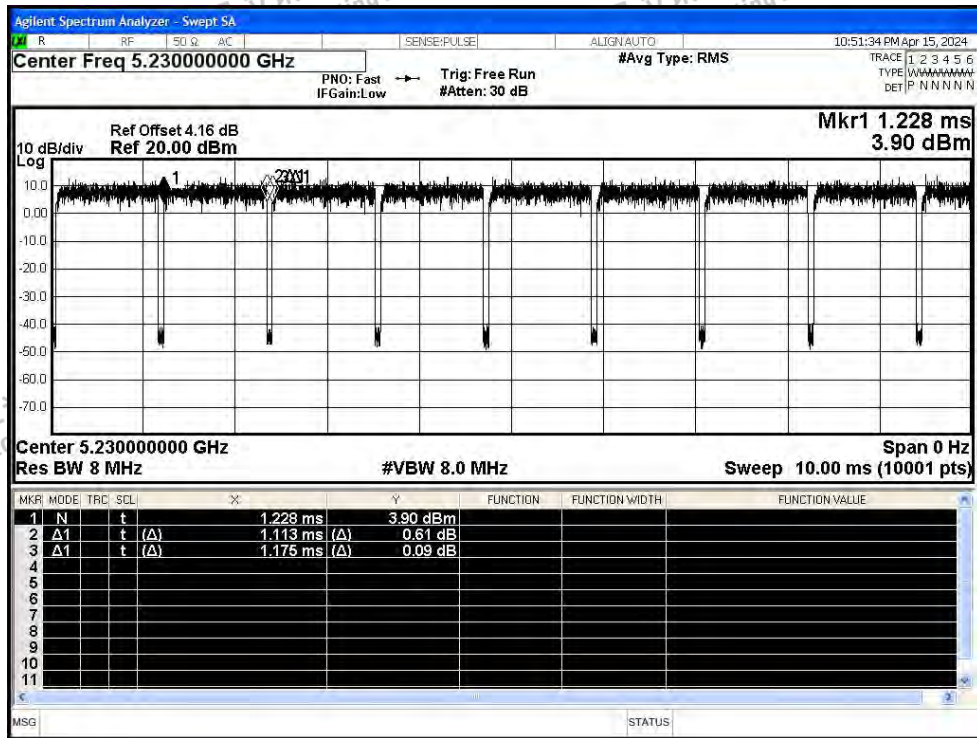 Agilent Spectrum Analyzer - Swept SA
LXI R RF 50 Ω AC SENSE:PULSE ALIGN AUTO 10:51:34 PM Apr 15, 2024
Center Freq 5.230000000 GHz #Avg Type: RMS TRACE 1 2 3 4 5 6
PNO: Fast Trig: Free Run TYPE WWWWWW
IFGain:Low #Atten: 30 dB DET P N N N N N
Mkr1 1.228 ms
Ref Offset 4.16 dB 3.90 dBm
10 dB/div Ref 20.00 dBm
Log
10.0
0.00
-10.0
-20.0
-30.0
-40.0
-50.0
-60.0
-70.0
1
Center 5.230000000 GHz Span 0 Hz
Res BW 8 MHz #VBW 8.0 MHz Sweep 10.00 ms (10001 pts)
MKR MODE TRC SCL X Y FUNCTION FUNCTION WIDTH FUNCTION VALUE
1 N t 1.228 ms 3.90 dBm
2 Δ1 t (Δ) 1.113 ms (Δ) 0.61 dB
3 Δ1 t (Δ) 1.175 ms (Δ) 0.09 dB
4
5
6
7
8
9
10
11
MSG STATUS